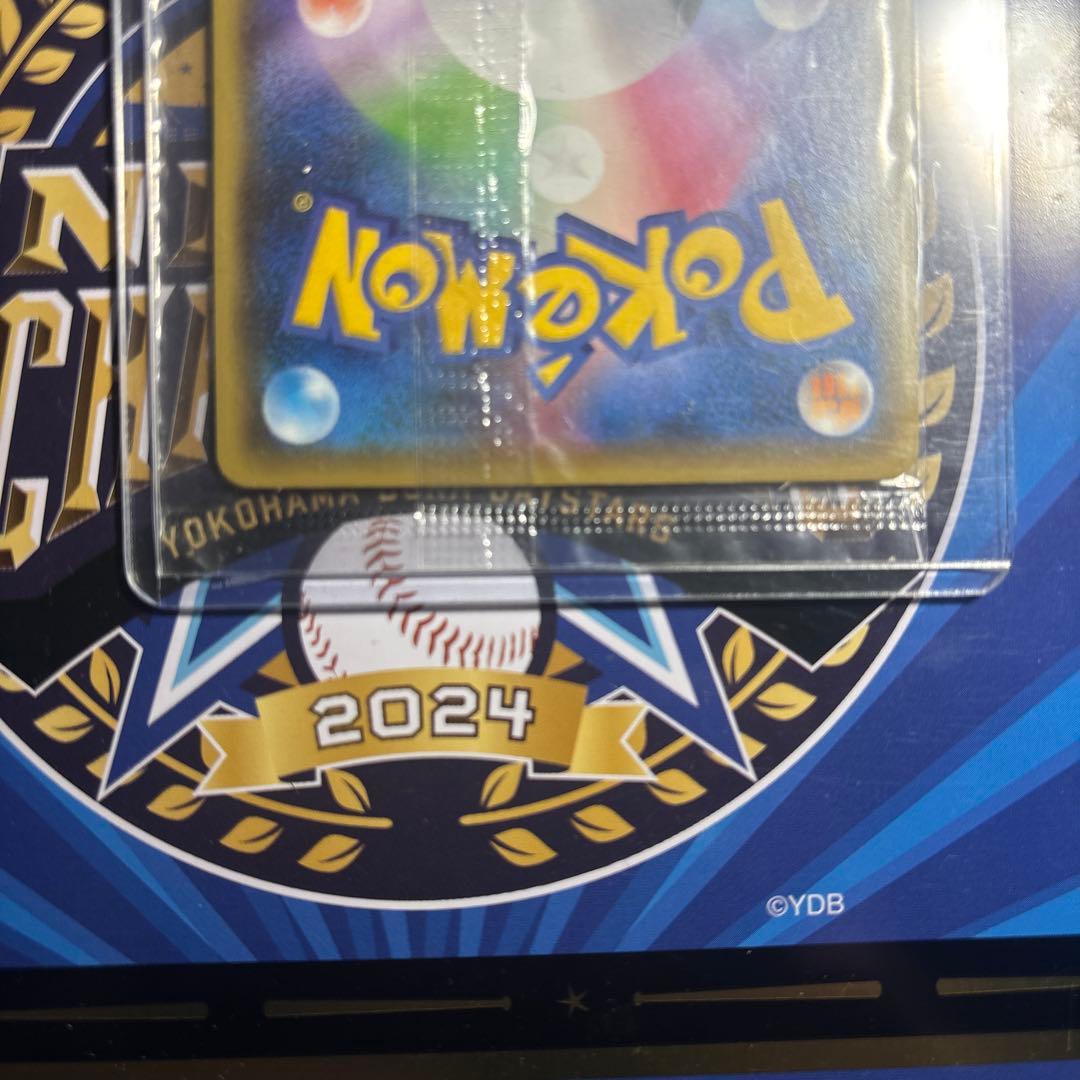 POKéMON
®
YOKOHAMA DeNA BAYSTARS
2024
©YDB